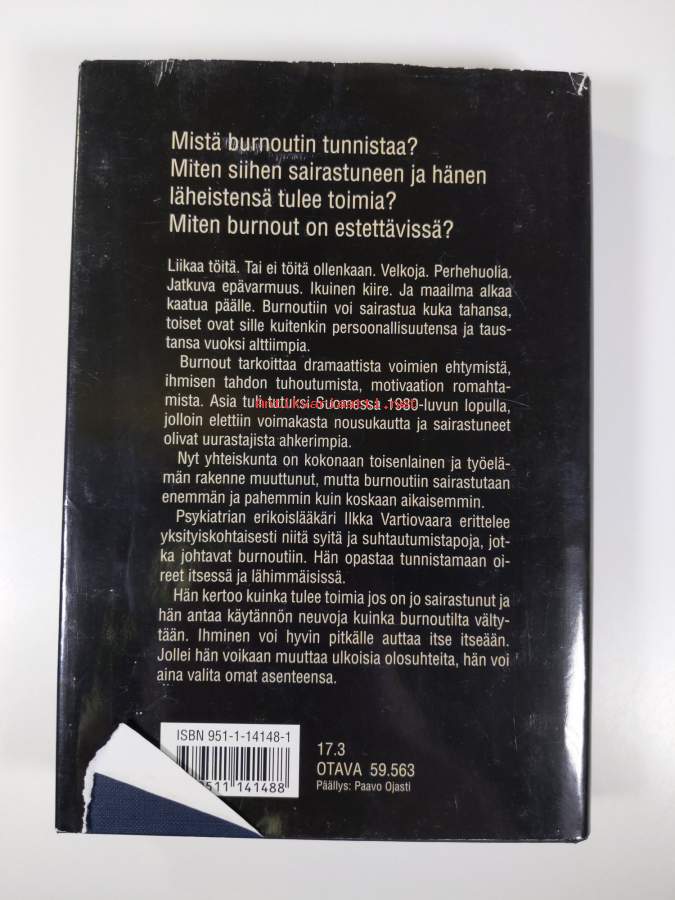 Mistä burnoutin tunnistaa?
Miten siihen sairastuneen ja hänen
läheistensä tulee toimia?
Miten burnout on estettävissä?
Liikaa töitä. Tai ei töitä ollenkaan. Velkoja. Perhehuolia.
Jatkuva epävarmuus. Ikuinen kiire. Ja maailma alkaa
kaatua päälle. Burnoutiin voi sairastua kuka tahansa,
toiset ovat sille kuitenkin persoonallisuutensa ja taus-
tansa vuoksi alttiimpia.
Burnout tarkoittaa dramaattista voimien ehtymistä,
ihmisen tahdon tuhoutumista, motivaation romahta-
mista. Asia tuli tutuksi Suomessa 1980-luvun lopulla,
jolloin elettiin voimakasta nousukautta ja sairastuneet
olivat uurastajista ahkerimpia.
Nyt yhteiskunta on kokonaan toisenlainen ja työelä-
män rakenne muuttunut, mutta burnoutiin sairastutaan
enemmän ja pahemmin kuin koskaan aikaisemmin.
Psykiatrian erikoislääkäri Ilkka Vartiovaara erittelee
yksityiskohtaisesti niitä syitä ja suhtautumistapoja, jot-
ka johtavat burnoutiin. Hän opastaa tunnistamaan oi-
reet itsessä ja lähimmäisissä.
Hän kertoo kuinka tulee toimia jos on jo sairastunut ja
hän antaa käytännön neuvoja kuinka burnoutilta välty-
tään. Ihminen voi hyvin pitkälle auttaa itse itseään.
Jollei hän voikaan muuttaa ulkoisia olosuhteita, hän voi
aina valita omat asenteensa.
ISBN 951-1-14148-1
511 141488
17.3
OTAVA 59.563
Päällys: Paavo Ojasti